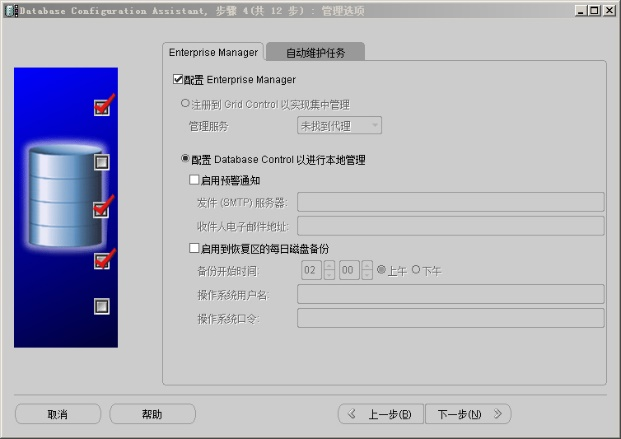 Database Configuration Assistant, 步骤 4(共 12 步) : 管理选项
Enterprise Manager 自动维护任务
配置 Enterprise Manager
注册到 Grid Control 以实现集中管理
管理服务 未找到代理
配置 Database Control 以进行本地管理
启用预警通知
发件 (SMTP) 服务器:
收件人电子邮件地址:
启用到恢复区的每日磁盘备份
备份开始时间: 02 00 上午 下午
操作系统用户名:
操作系统口令:
取消 帮助 上一步(B) 下一步(N)